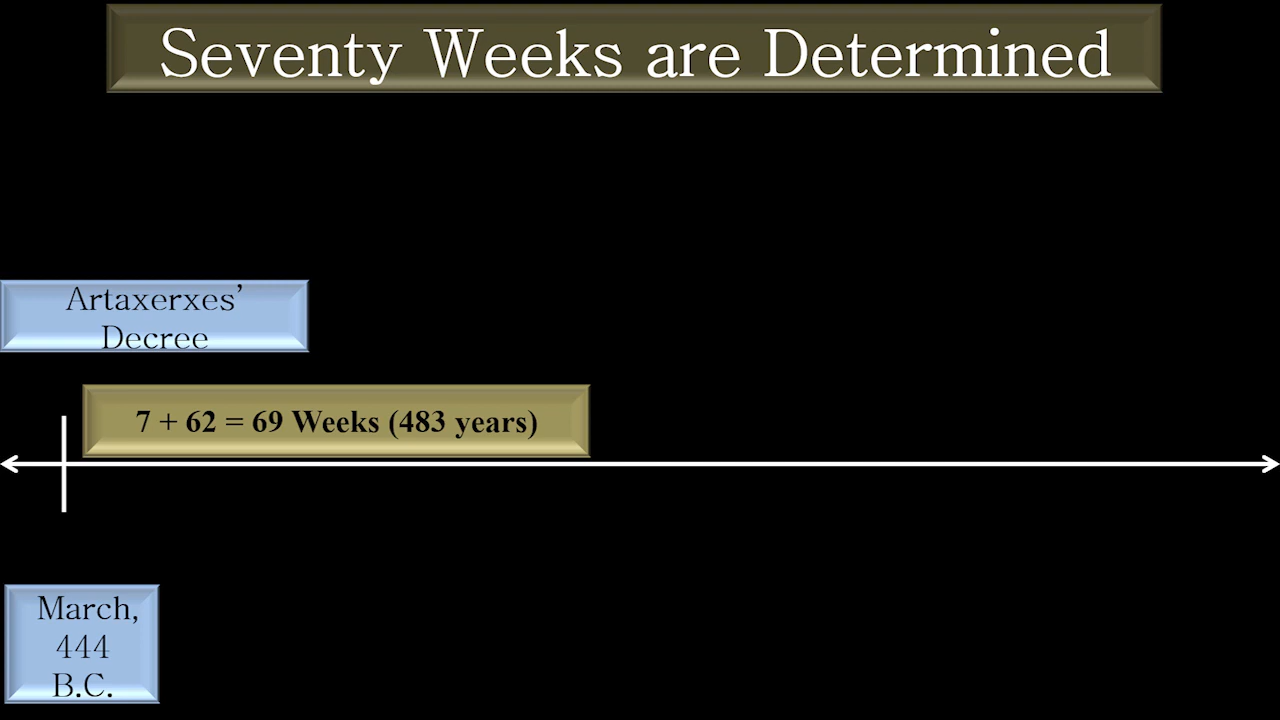 Seventy Weeks are Determined
Artaxerxes’
Decree
7 + 62 = 69 Weeks (483 years)
March,
444
B.C.